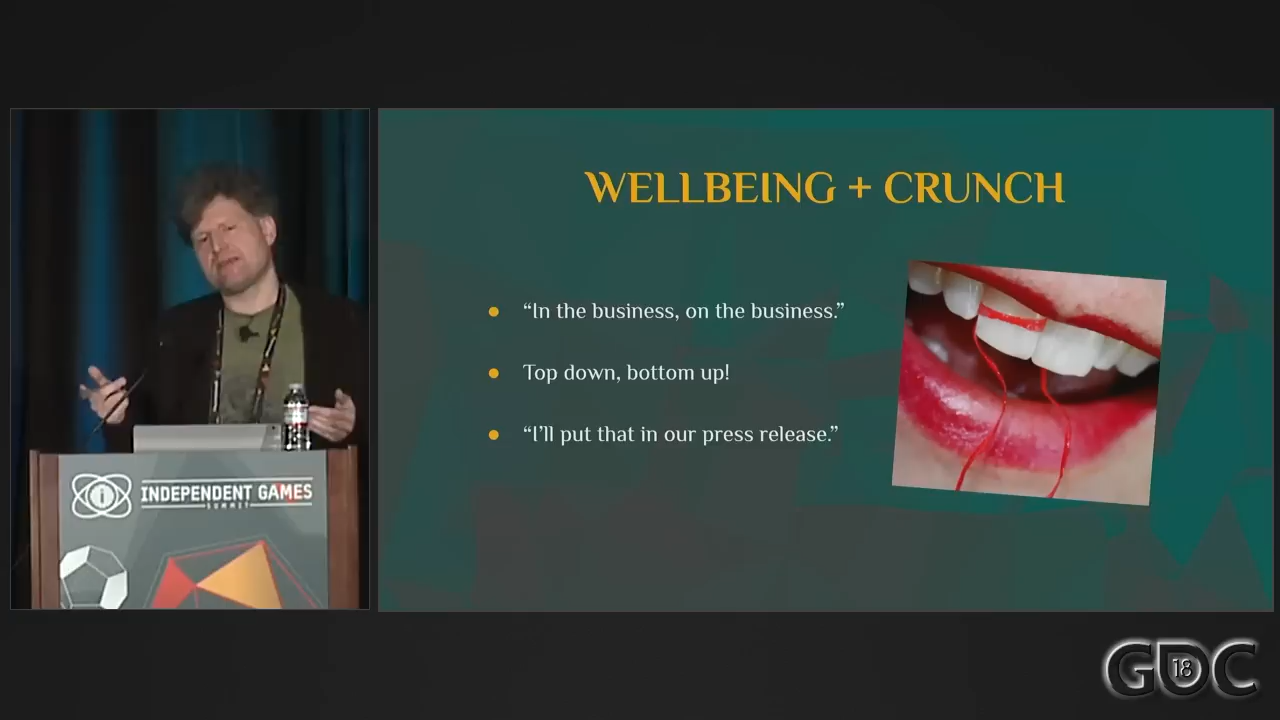 WELLBEING + CRUNCH
“In the business, on the business.”
Top down, bottom up!
“I’ll put that in our press release.”
i
INDEPENDENT GAMES
SUMMIT
GDC
18